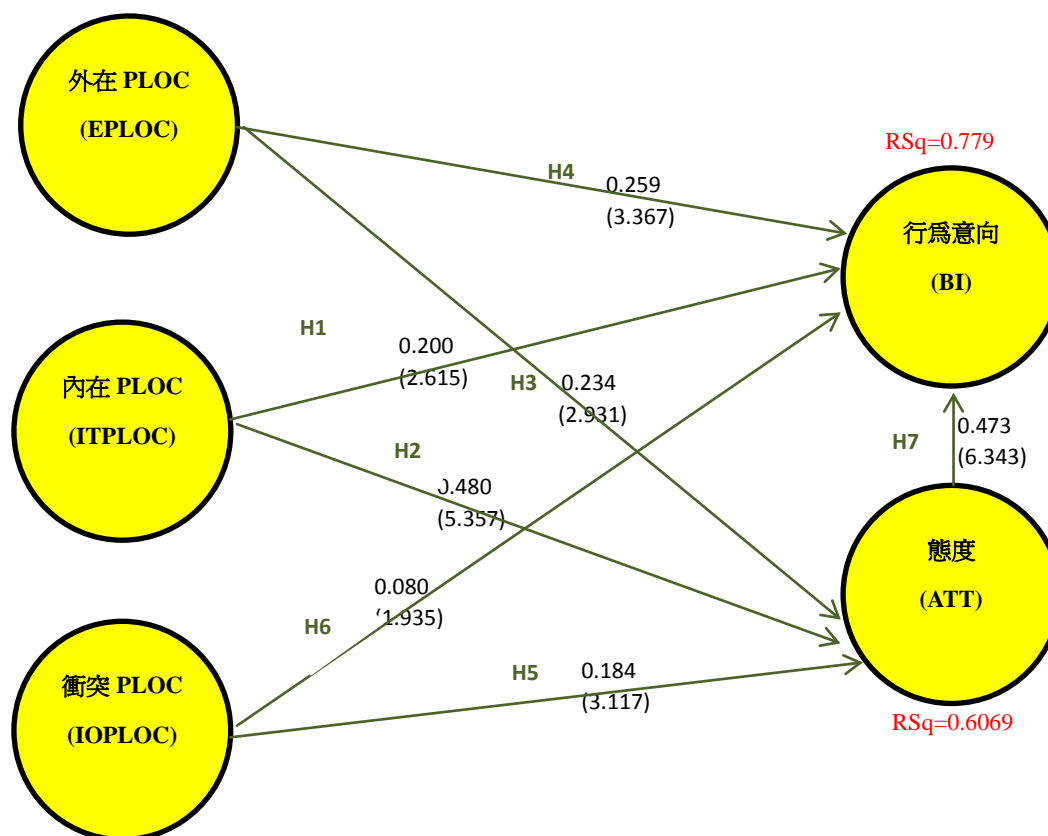 外在 PLOC
(EPLOC)
RSq=0.779
H4
0.259
(3.367)
行爲意向
(BI)
H1
0.200
(2.615)
內在 PLOC
(ITPLOC)
H3
0.234
(2.931)
H7
0.473
(6.343)
H2
0.480
(5.357)
態度
(ATT)
H6
0.080
(1.935)
衝突 PLOC
(IOPLOC)
H5
0.184
(3.117)
RSq=0.6069